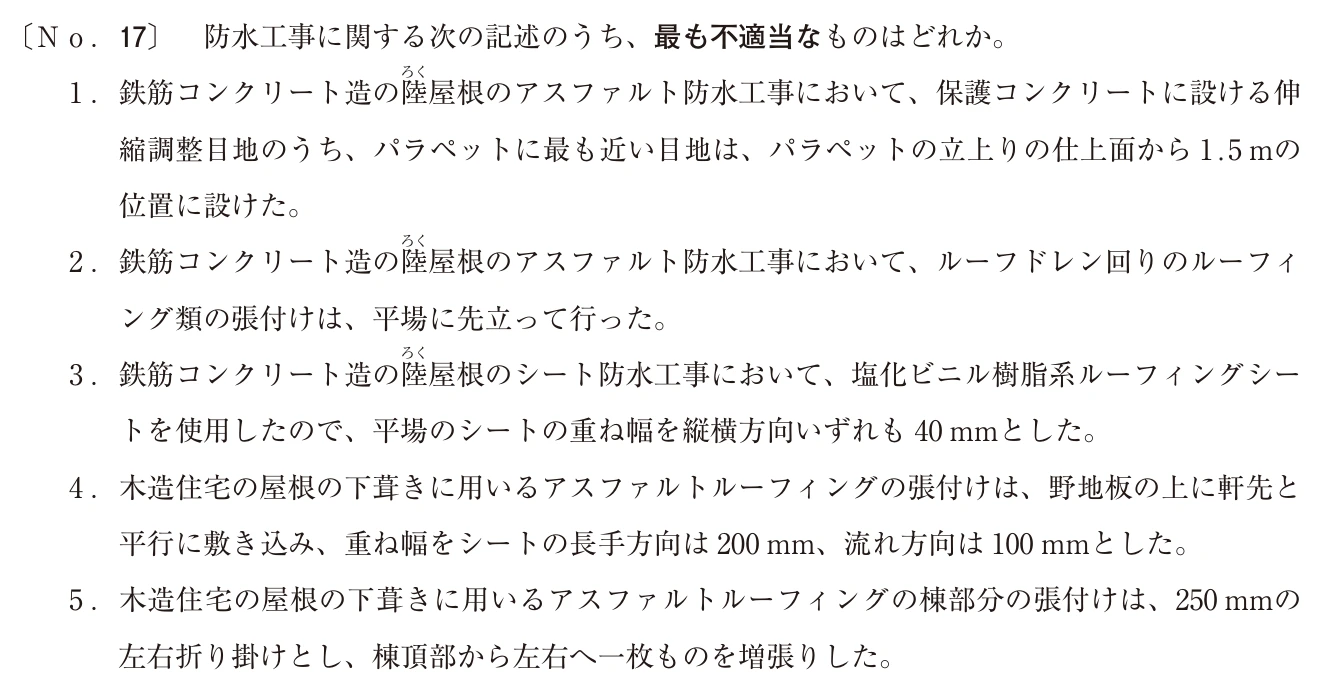 〔Ｎｏ．17〕　防水工事に関する次の記述のうち、最も不適当なものはどれか。
１．鉄筋コンクリート造の陸屋根のアスファルト防水工事において、保護コンクリートに設ける伸
縮調整目地のうち、パラペットに最も近い目地は、パラペットの立上りの仕上面から1.5 mの
位置に設けた。
２．鉄筋コンクリート造の陸屋根のアスファルト防水工事において、ルーフドレン回りのルーフィ
ング類の張付けは、平場に先立って行った。
３．鉄筋コンクリート造の陸屋根のシート防水工事において、塩化ビニル樹脂系ルーフィングシー
トを使用したので、平場のシートの重ね幅を縦横方向いずれも 40 mmとした。
４．木造住宅の屋根の下葺きに用いるアスファルトルーフィングの張付けは、野地板の上に軒先と
平行に敷き込み、重ね幅をシートの長手方向は 200 mm、流れ方向は 100 mmとした。
５．木造住宅の屋根の下葺きに用いるアスファルトルーフィングの棟部分の張付けは、250 mmの
左右折り掛けとし、棟頂部から左右へ一枚ものを増張りした。